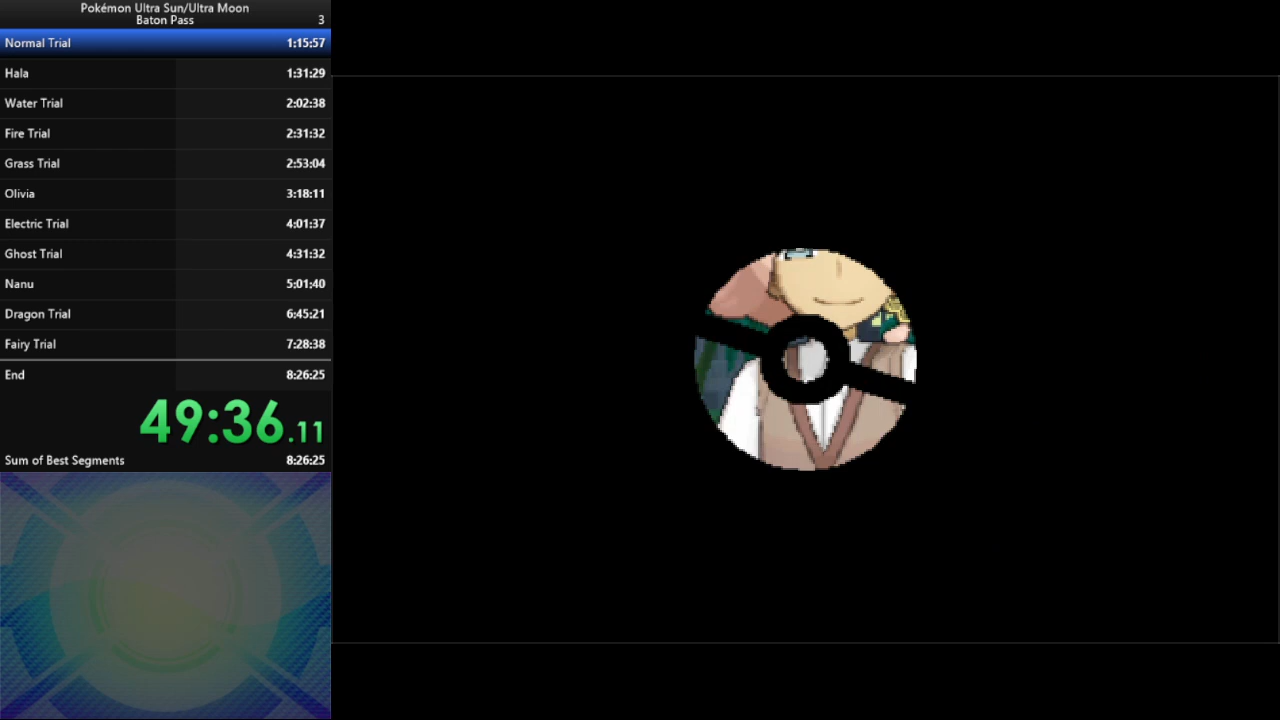 Pokémon Ultra Sun/Ultra Moon
Baton Pass 3
Normal Trial 1:15:57
Hala 1:31:29
Water Trial 2:02:38
Fire Trial 2:31:32
Grass Trial 2:53:04
Olivia 3:18:11
Electric Trial 4:01:37
Ghost Trial 4:31:32
Nanu 5:01:40
Dragon Trial 6:45:21
Fairy Trial 7:28:38
End 8:26:25
49:36.11
Sum of Best Segments 8:26:25